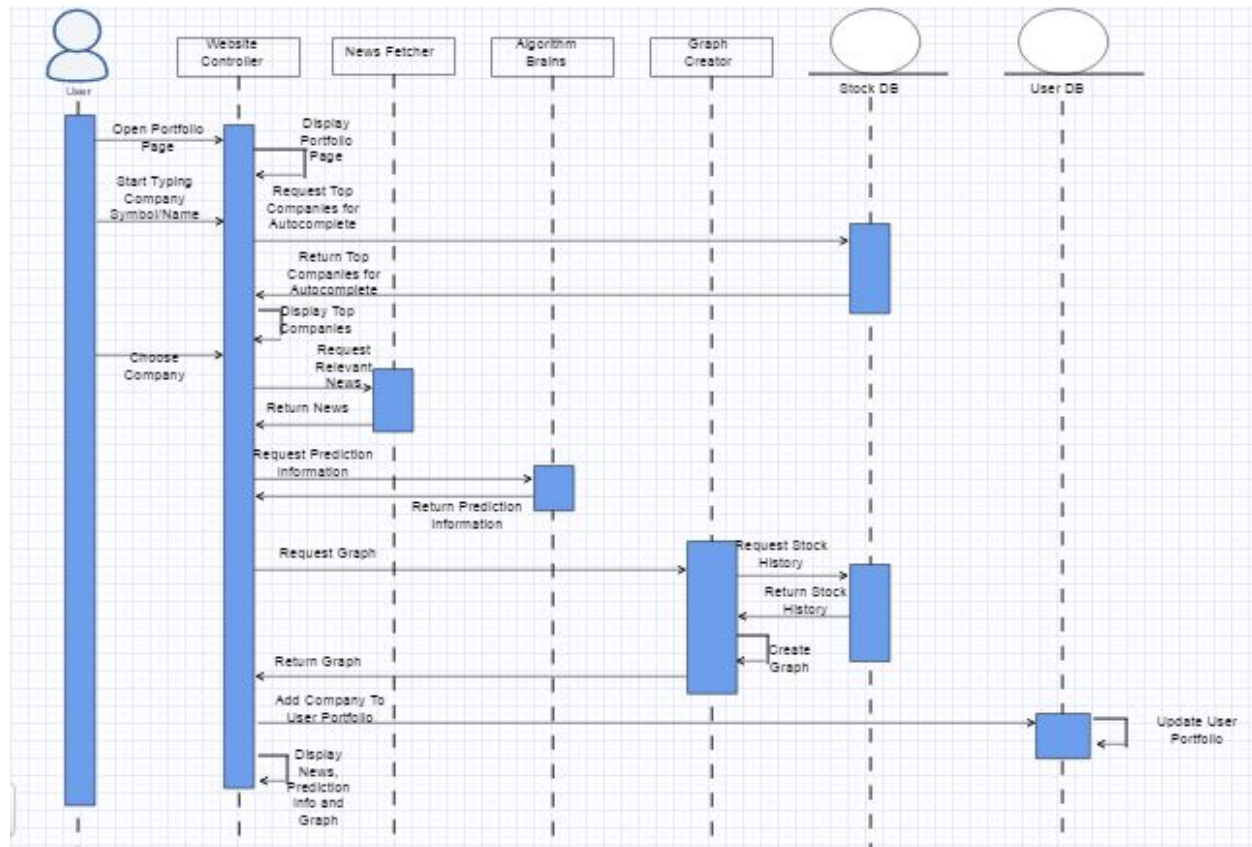 Website
Controller
News Fetcher
Algorithm
Brains
Graph
Creator
User
Stock DB
User DB
Open Portfolio
Page
Display
Portfolio
Page
Start Typing
Company
Symbol/Name
Request Top
Companies for
Autocomplete
Return Top
Companies for
Autocomplete
Display Top
Companies
Choose
Company
Request
Relevant
News
Return News
Request Prediction
Information
Return Prediction
Information
Request Graph
Request Stock
History
Return Stock
History
Create
Graph
Return Graph
Add Company To
User Portfolio
Update User
Portfolio
Display
News,
Prediction
Info and
Graph